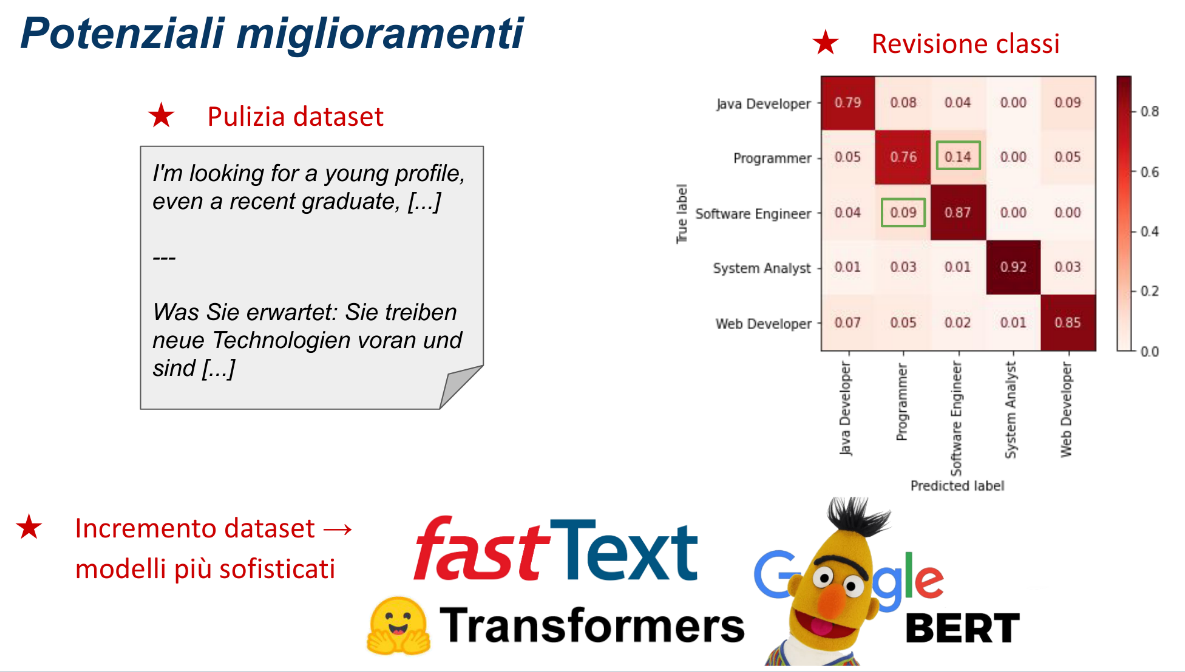 Potenziali miglioramenti
★ Pulizia dataset
I'm looking for a young profile,
even a recent graduate, [...]
---
Was Sie erwartet: Sie treiben
neue Technologien voran und
sind [...]
★ Revisione classi
True label
Java Developer 0.79 0.08 0.04 0.00 0.09
Programmer 0.05 0.76 0.14 0.00 0.05
Software Engineer 0.04 0.09 0.87 0.00 0.00
System Analyst 0.01 0.03 0.01 0.92 0.03
Web Developer 0.07 0.05 0.02 0.01 0.85
Java Developer
Programmer
Software Engineer
System Analyst
Web Developer
Predicted label
0.8
0.6
0.4
0.2
0.0
★ Incremento dataset →
modelli più sofisticati
fastText
Transformers
Google
BERT